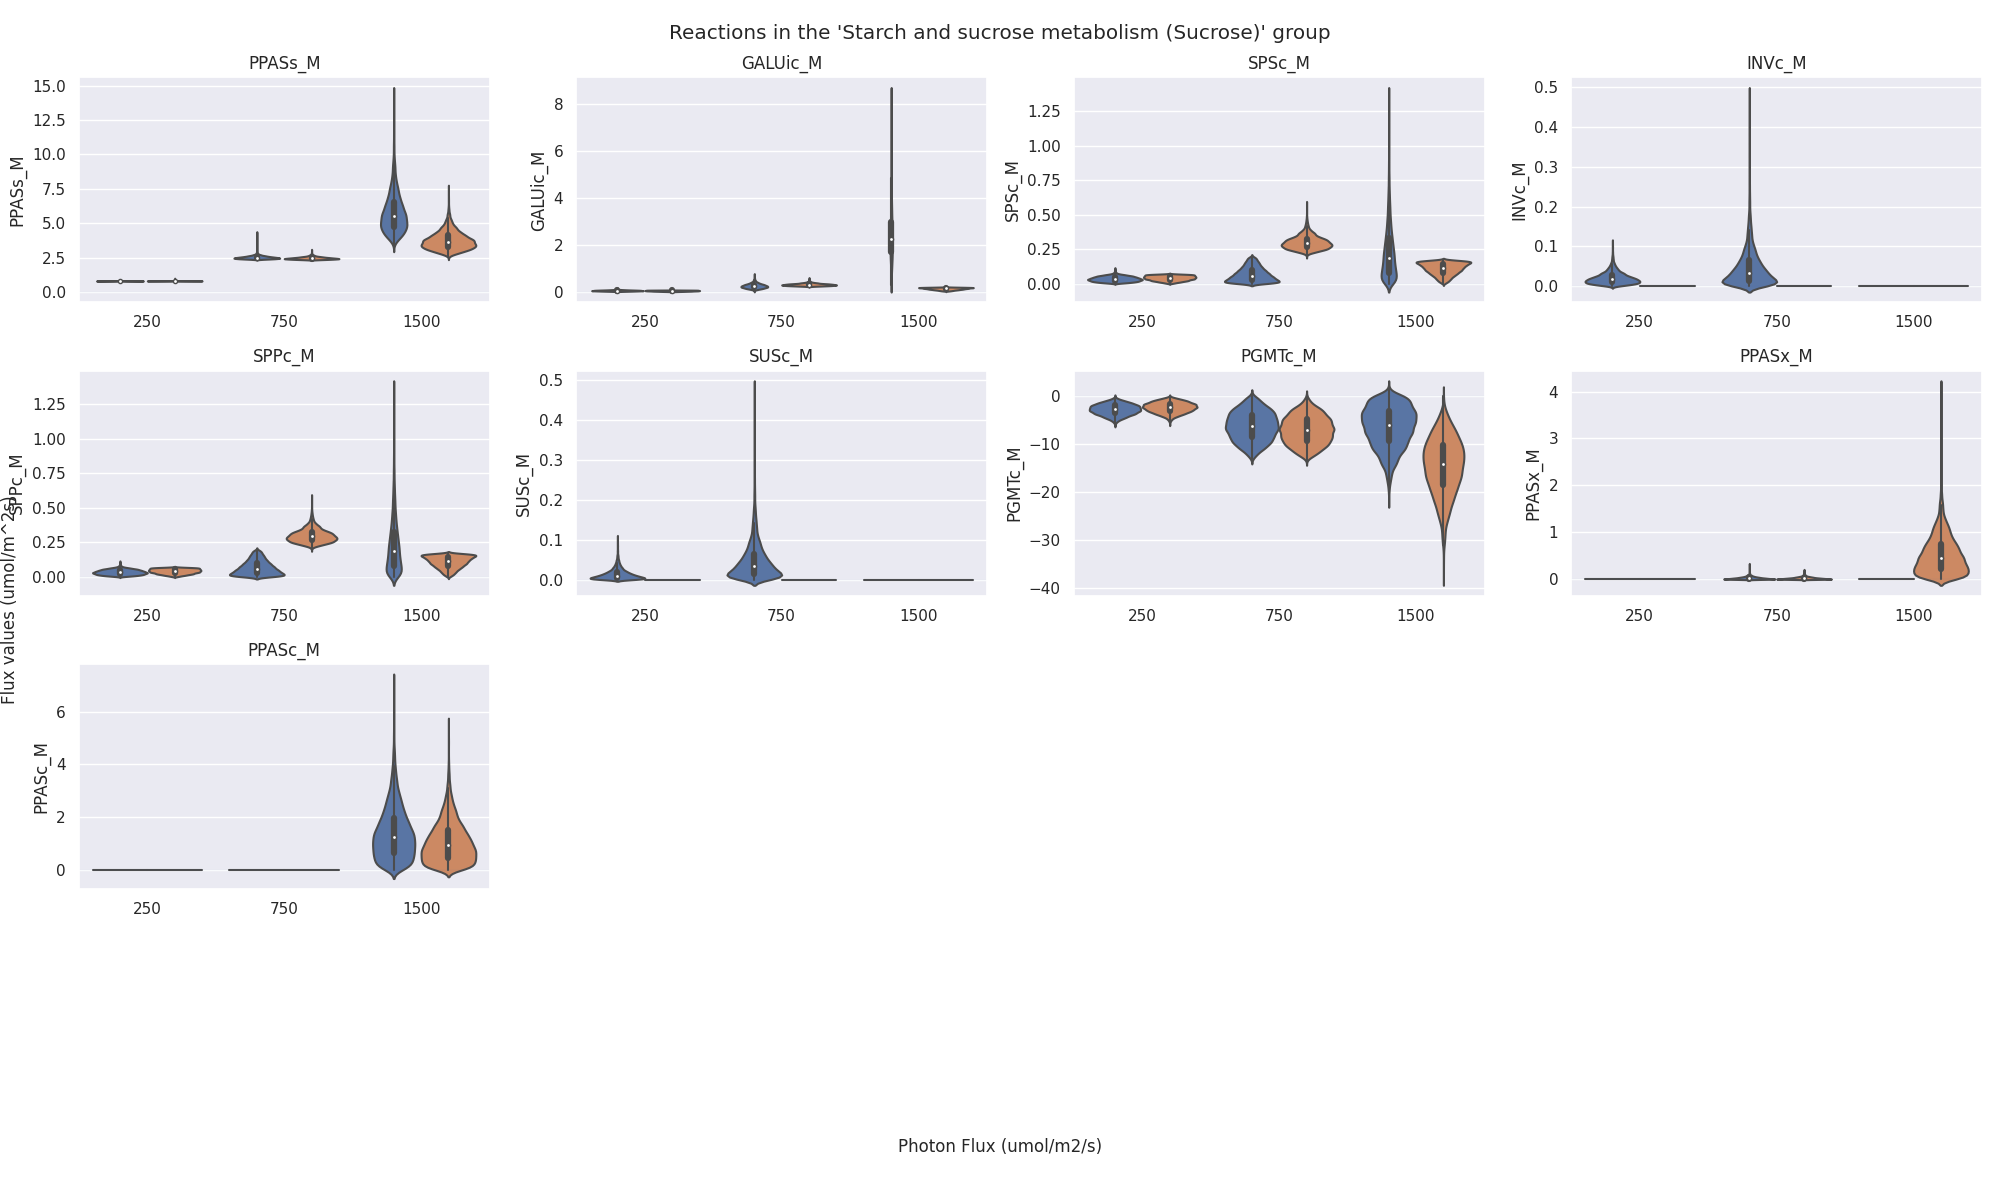 Reactions in the 'Starch and sucrose metabolism (Sucrose)' group
PPASs_M
GALUic_M
SPSc_M
INVc_M
PPASs_M
15.0
12.5
10.0
7.5
5.0
2.5
0.0
250 750 1500
GALUic_M
8
6
4
2
0
250 750 1500
SPSc_M
1.25
1.00
0.75
0.50
0.25
0.00
250 750 1500
INVc_M
0.5
0.4
0.3
0.2
0.1
0.0
250 750 1500
SPPc_M
SUSc_M
PGMTc_M
PPASx_M
SPPc_M
1.25
1.00
0.75
0.50
0.25
0.00
250 750 1500
SUSc_M
0.5
0.4
0.3
0.2
0.1
0.0
250 750 1500
PGMTc_M
0
−10
−20
−30
−40
250 750 1500
PPASx_M
4
3
2
1
0
250 750 1500
Flux values (umol/m^2s)
PPASc_M
PPASc_M
6
4
2
0
250 750 1500
Photon Flux (umol/m2/s)